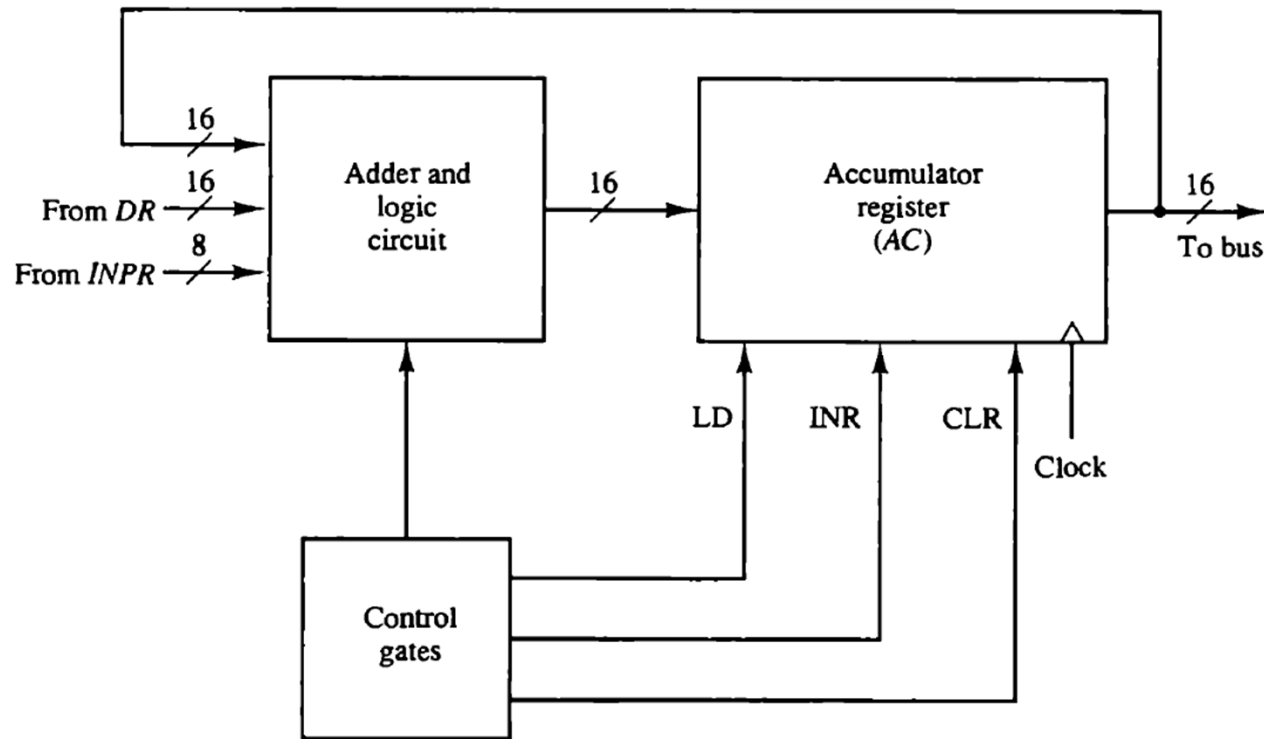 16
16
From DR
8
From INPR
Adder and
logic
circuit
16
Accumulator
register
(AC)
16
To bus
LD
INR
CLR
Clock
Control
gates